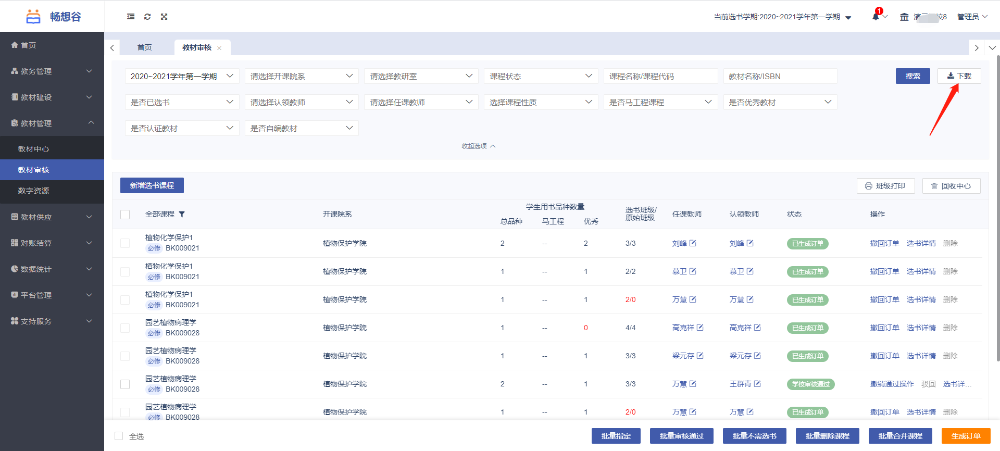 畅想谷
当前选书学期:2020~2021学年第一学期
1
演示 校8
管理员
首页
教务管理
教材建设
教材管理
教材中心
教材审核
数字资源
教材供应
对账结算
数据统计
平台管理
支持服务
首页
教材审核
2020~2021学年第一学期 请选择开课院系 请选择教研室 课程状态 课程名称/课程代码 教材名称/ISBN 搜索 下载
是否已选书 请选择认领教师 请选择任课教师 选择课程性质 是否马工程课程 是否优秀教材
是否认证教材 是否自编教材
收起选项
新增选书课程 班级打印 回收中心
学生用书品种数量
全部课程 开课院系 总品种 马工程 优秀 选书班级/ 任课教师 认领教师 状态 操作
原始班级
植物化学保护1
必修 BK009021 植物保护学院 2 -- 2 3/3 刘峰 刘峰 已生成订单 撤回订单 选书详情 删除
植物化学保护1
必修 BK009021 植物保护学院 1 -- 1 2/2 慕卫 慕卫 已生成订单 撤回订单 选书详情 删除
植物化学保护1
必修 BK009021 植物保护学院 1 -- 1 2/0 万慧 万慧 已生成订单 撤回订单 选书详情 删除
园艺植物病理学
必修 BK009028 植物保护学院 1 -- 0 4/4 高克祥 高克祥 已生成订单 撤回订单 选书详情 删除
园艺植物病理学
必修 BK009028 植物保护学院 1 -- 1 3/3 梁元存 梁元存 已生成订单 撤回订单 选书详情 删除
园艺植物病理学
必修 BK009028 植物保护学院 2 -- 1 3/3 万慧 王群青 学校审核通过 撤销通过操作 驳回 选书详...
园艺植物病理学
必修 BK009028 植物保护学院 1 -- 1 2/0 万慧 万慧 已生成订单 撤回订单 选书详情 删除
全选 批量指定 批量审核通过 批量不需选书 批量删除课程 批量合并课程 生成订单